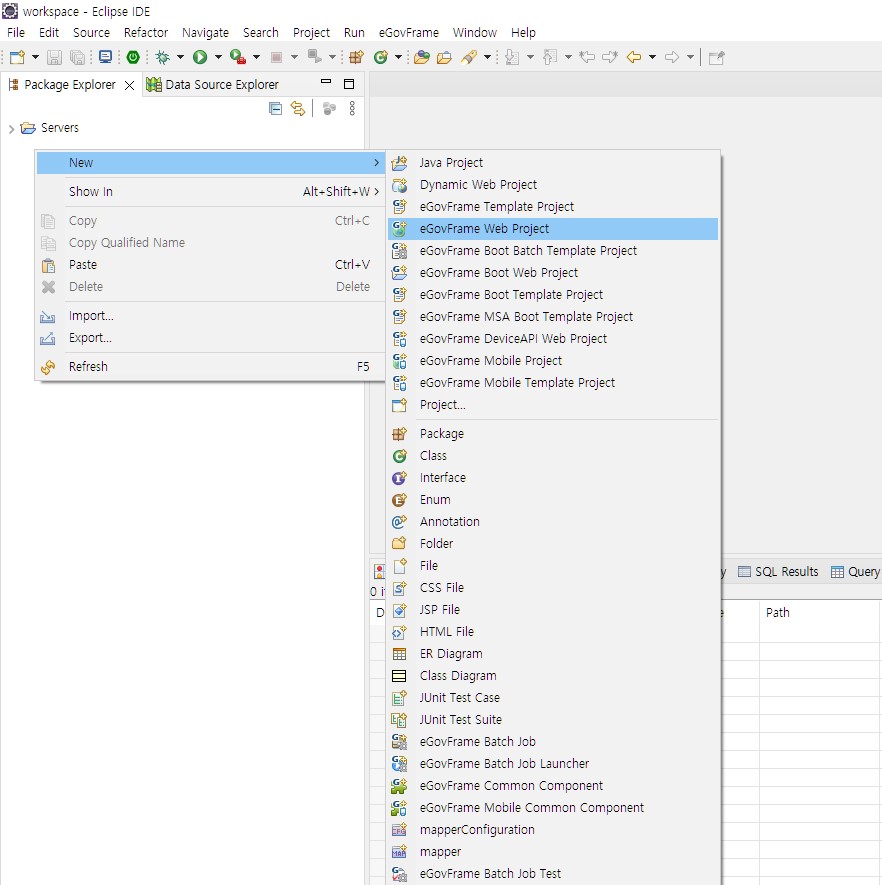 workspace - Eclipse IDE
File Edit Source Refactor Navigate Search Project Run eGovFrame Window Help
Package Explorer Data Source Explorer
Servers
New
Show In Alt+Shift+W
Copy Ctrl+C
Copy Qualified Name
Paste Ctrl+V
Delete Delete
Import...
Export...
Refresh F5
Java Project
Dynamic Web Project
eGovFrame Template Project
eGovFrame Web Project
eGovFrame Boot Batch Template Project
eGovFrame Boot Web Project
eGovFrame Boot Template Project
eGovFrame MSA Boot Template Project
eGovFrame DeviceAPI Web Project
eGovFrame Mobile Project
eGovFrame Mobile Template Project
Project...
Package
Class
Interface
Enum
Annotation
Folder
File
CSS File
JSP File
HTML File
ER Diagram
Class Diagram
JUnit Test Case
JUnit Test Suite
eGovFrame Batch Job
eGovFrame Batch Job Launcher
eGovFrame Common Component
eGovFrame Mobile Common Component
mapperConfiguration
mapper
eGovFrame Batch Job Test
SQL Results Query
0
D
Path